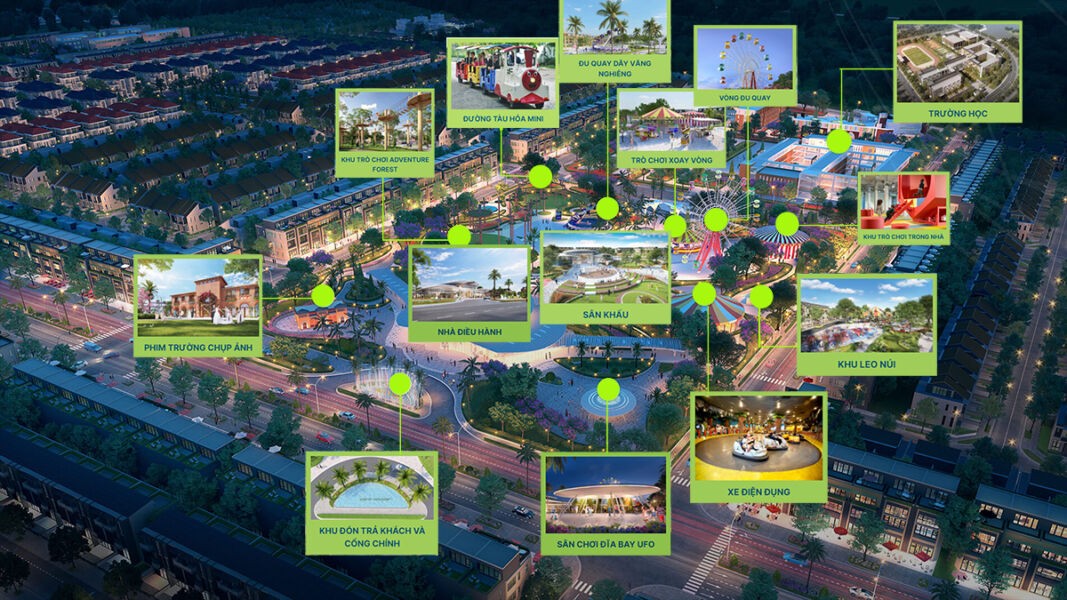 ĐU QUAY DÂY VĂNG
NGHIÊNG
ĐƯỜNG TÀU HỎA MINI
VÒNG ĐU QUAY
TRƯỜNG HỌC
KHU TRÒ CHƠI ADVENTURE
FOREST
TRÒ CHƠI XOAY VÒNG
KHU TRÒ CHƠI TRONG NHÀ
PHIM TRƯỜNG CHỤP ẢNH
NHÀ ĐIỀU HÀNH
SÂN KHẤU
KHU LEO NÚI
XE ĐIỆN ĐỤNG
KHU ĐÓN TRẢ KHÁCH VÀ
CỔNG CHÍNH
SÂN CHƠI ĐĨA BAY UFO